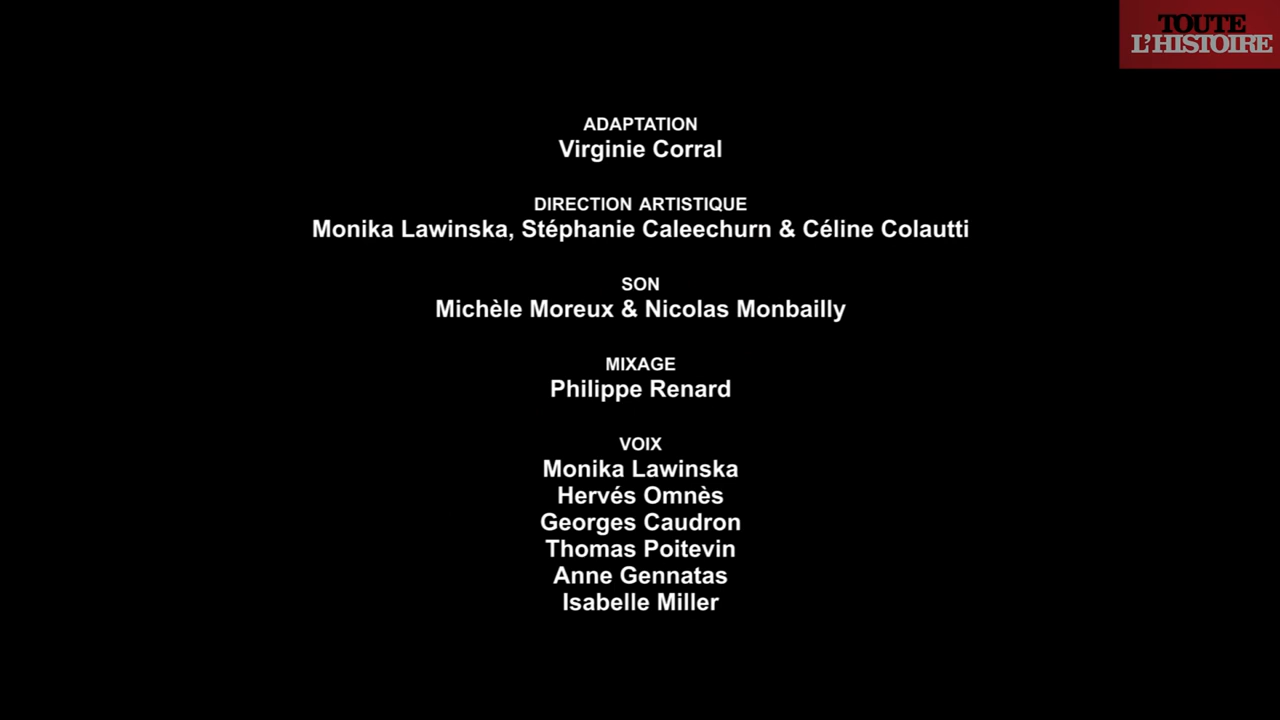 TOUTE
L'HISTOIRE
ADAPTATION
Virginie Corral
DIRECTION ARTISTIQUE
Monika Lawinska, Stéphanie Caleechurn & Céline Colautti
SON
Michèle Moreux & Nicolas Monbailly
MIXAGE
Philippe Renard
VOIX
Monika Lawinska
Hervés Omnès
Georges Caudron
Thomas Poitevin
Anne Gennatas
Isabelle Miller